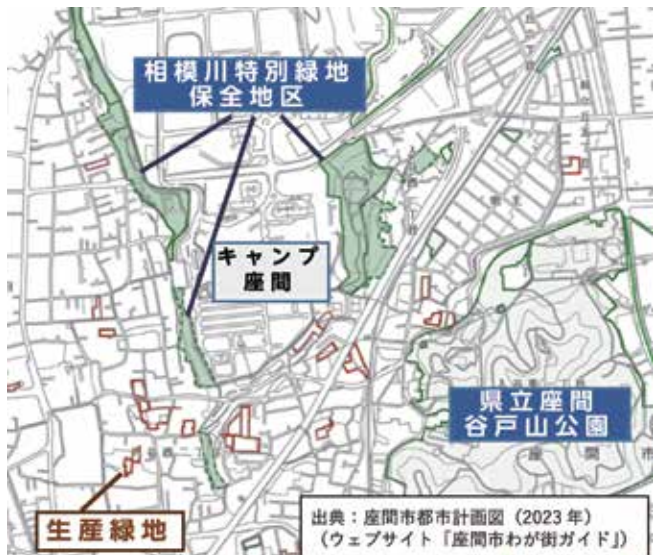 相模川特別緑地
保全地区
キャンプ
座間
県立座間
谷戸山公園
座間市
生産緑地
出典：座間市都市計画図（2023年）
（ウェブサイト『座間市わが街ガイド』）